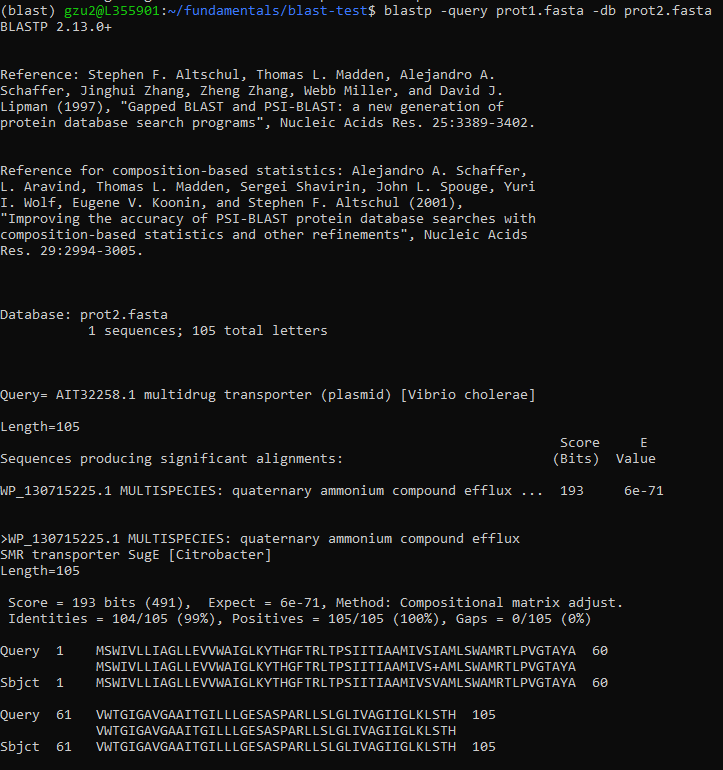 (blast) gzu2@L355901:~/fundamentals/blast-test$ blastp -query prot1.fasta -db prot2.fasta
BLASTP 2.13.0+
Reference: Stephen F. Altschul, Thomas L. Madden, Alejandro A.
Schaffer, Jinghui Zhang, Zheng Zhang, Webb Miller, and David J.
Lipman (1997), "Gapped BLAST and PSI-BLAST: a new generation of
protein database search programs", Nucleic Acids Res. 25:3389-3402.
Reference for composition-based statistics: Alejandro A. Schaffer,
L. Aravind, Thomas L. Madden, Sergei Shavirin, John L. Spouge, Yuri
I. Wolf, Eugene V. Koonin, and Stephen F. Altschul (2001),
"Improving the accuracy of PSI-BLAST protein database searches with
composition-based statistics and other refinements", Nucleic Acids
Res. 29:2994-3005.
Database: prot2.fasta
           1 sequences; 105 total letters
Query= AIT32258.1 multidrug transporter (plasmid) [Vibrio cholerae]
Length=105
                                                                      Score     E
Sequences producing significant alignments:                          (Bits)  Value
WP_130715225.1 MULTISPECIES: quaternary ammonium compound efflux ...  193     6e-71
>WP_130715225.1 MULTISPECIES: quaternary ammonium compound efflux
SMR transporter SugE [Citrobacter]
Length=105
 Score = 193 bits (491),  Expect = 6e-71, Method: Compositional matrix adjust.
 Identities = 104/105 (99%), Positives = 105/105 (100%), Gaps = 0/105 (0%)
Query  1    MSWIVLLIAGLLEVVWAIGLKYTHGFTRLTPSIITIAAMIVSIAMLSWAMRTLPVGTAYA  60
            MSWIVLLIAGLLEVVWAIGLKYTHGFTRLTPSIITIAAMIVS+AMLSWAMRTLPVGTAYA
Sbjct  1    MSWIVLLIAGLLEVVWAIGLKYTHGFTRLTPSIITIAAMIVSVAMLSWAMRTLPVGTAYA  60
Query  61   VWTGIGAVGAAITGILLLGESASPARLLSLGLIVAGIIGLKLSTH  105
            VWTGIGAVGAAITGILLLGESASPARLLSLGLIVAGIIGLKLSTH
Sbjct  61   VWTGIGAVGAAITGILLLGESASPARLLSLGLIVAGIIGLKLSTH  105